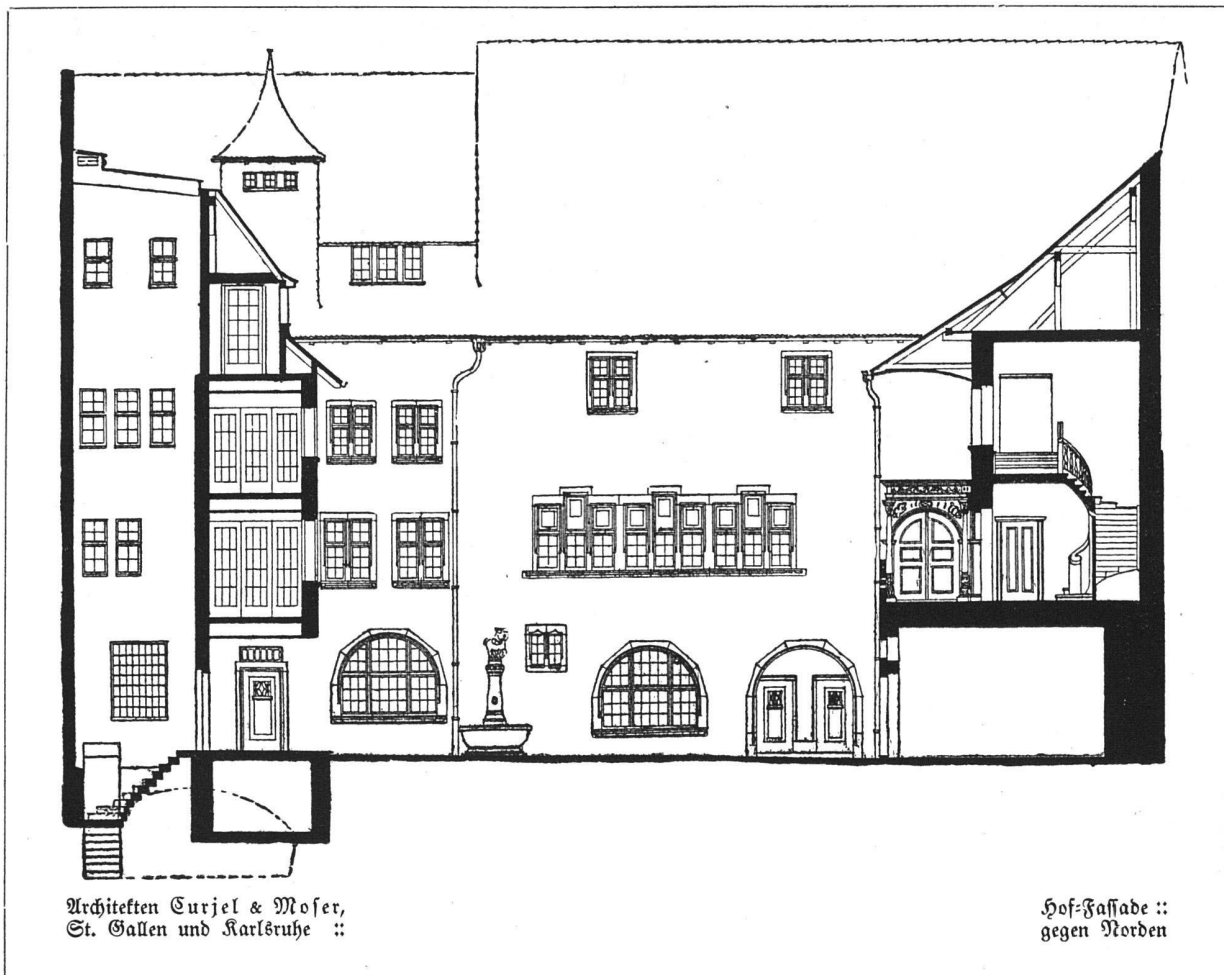 Architekten Curjel & Moser,
St. Gallen und Karlsruhe ::
Hof-Fassade ::
gegen Norden